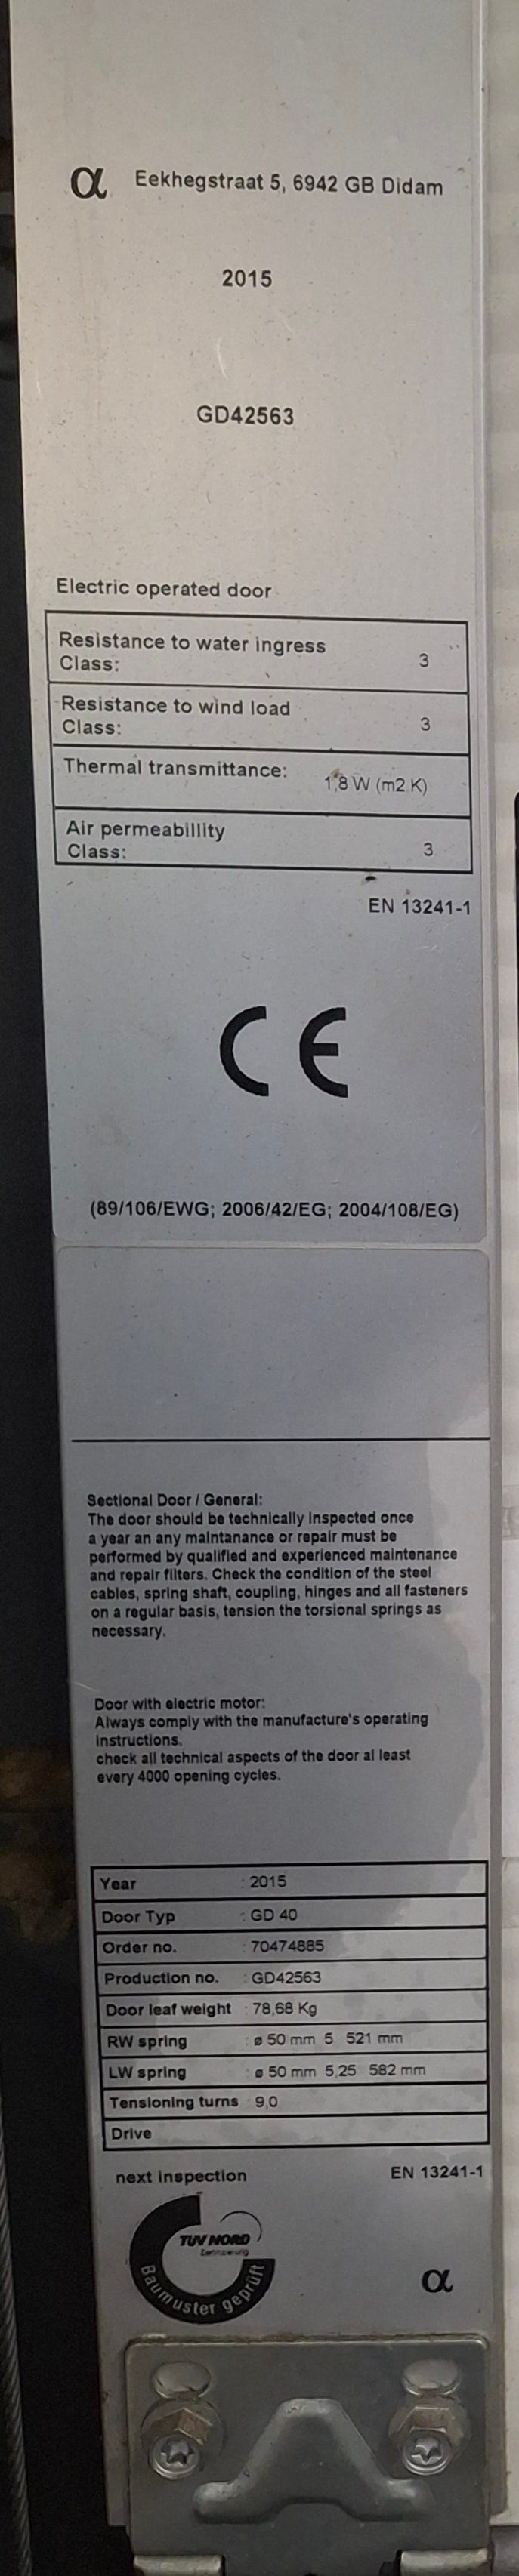 α Eekhegstraat 5, 6942 GB Didam
2015
GD42563
Electric operated door
Resistance to water ingress
Class: 3
Resistance to wind load
Class: 3
Thermal transmittance: 1,8 W (m2 K)
Air permeabillity
Class: 3
EN 13241-1
CE
(89/106/EWG; 2006/42/EG; 2004/108/EG)
Sectional Door / General:
The door should be technically inspected once
a year an any maintanance or repair must be
performed by qualified and experienced maintenance
and repair filters. Check the condition of the steel
cables, spring shaft, coupling, hinges and all fasteners
on a regular basis, tension the torsional springs as
necessary.
Door with electric motor:
Always comply with the manufacture's operating
instructions.
check all technical aspects of the door al least
every 4000 opening cycles.
Year : 2015
Door Typ : GD 40
Order no. : 70474885
Production no. : GD42563
Door leaf weight : 78,68 Kg
RW spring : ø 50 mm 5 521 mm
LW spring : ø 50 mm 5,25 582 mm
Tensioning turns : 9,0
Drive
next inspection EN 13241-1
TUV NORD
Baumuster geprüft
α